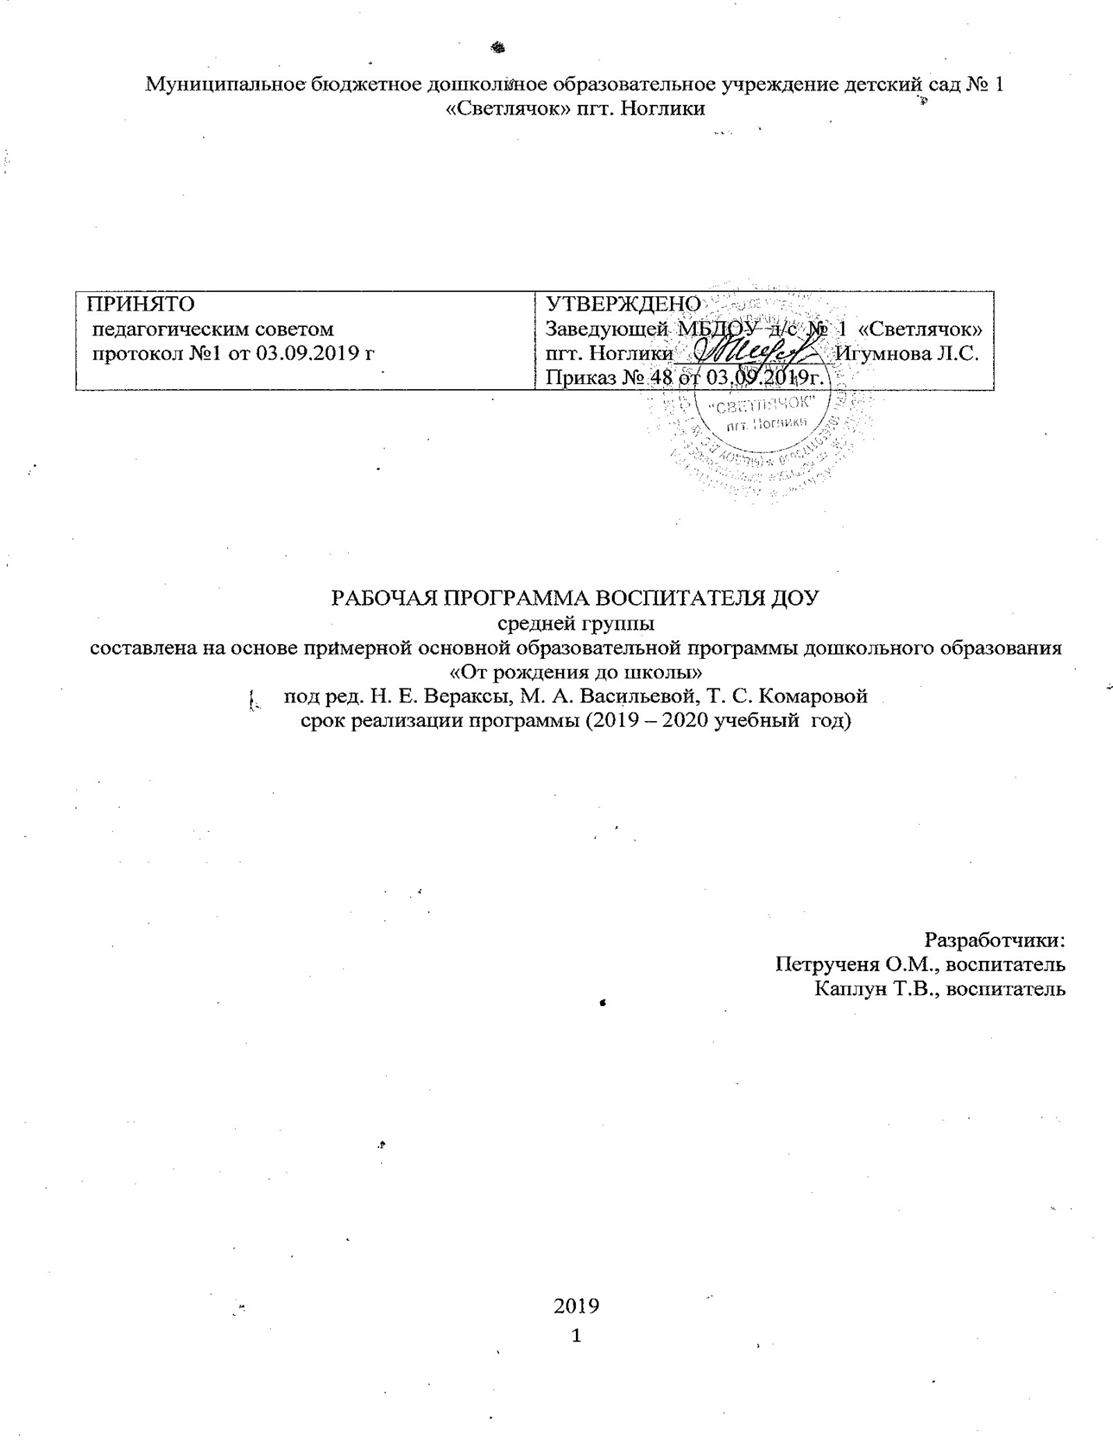 Муниципальное бюджетное дошкольное образовательное учреждение детский сад № 1
«Светлячок» пгт. Ноглики
ПРИНЯТО
педагогическим советом
протокол №1 от 03.09.2019 г
УТВЕРЖДЕНО
Заведующей МБДОУ д/с № 1 «Светлячок»
пгт. Ноглики Игумнова Л.С.
Приказ № 48 от 03.09.2019г.
"СВЕТЛЯЧОК"
пгт. Ноглики
РАБОЧАЯ ПРОГРАММА ВОСПИТАТЕЛЯ ДОУ
средней группы
составлена на основе примерной основной образовательной программы дошкольного образования
«От рождения до школы»
под ред. Н. Е. Вераксы, М. А. Васильевой, Т. С. Комаровой
срок реализации программы (2019 – 2020 учебный год)
Разработчики:
Петрученя О.М., воспитатель
Каплун Т.В., воспитатель
2019
1